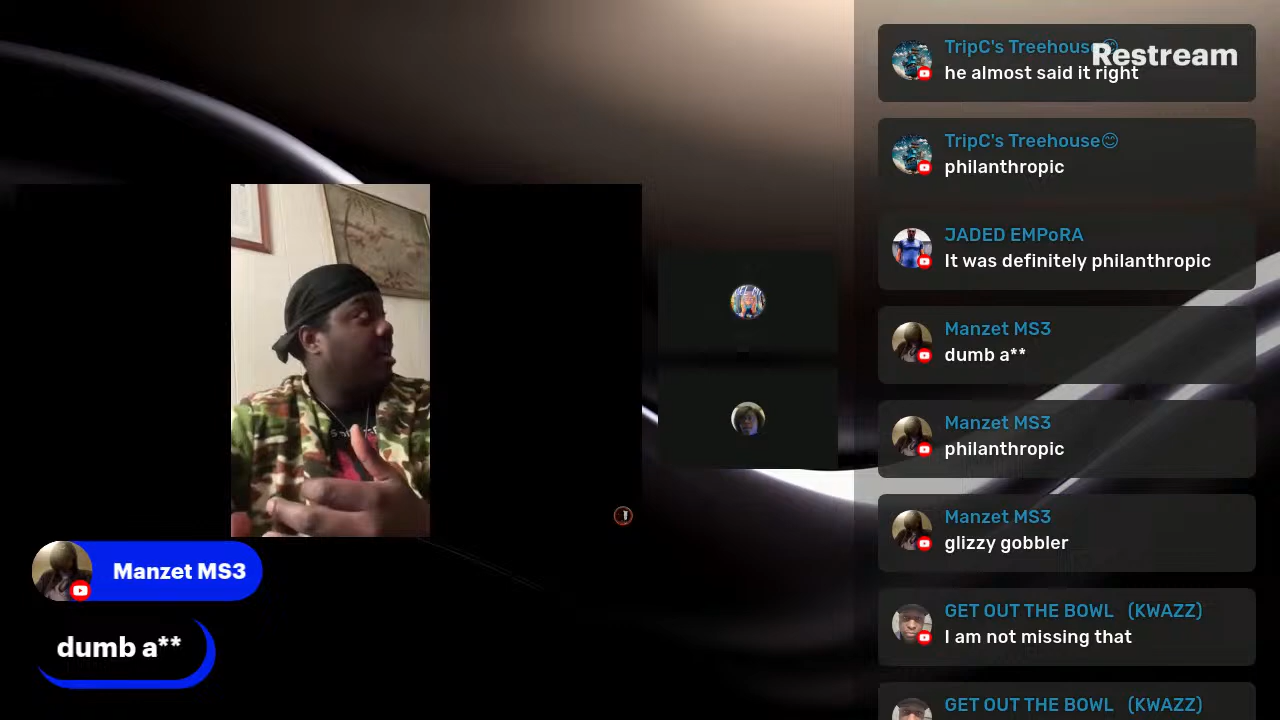 TripC's Treehouse😊
Restream
he almost said it right
TripC's Treehouse😊
philanthropic
JADED EMPoRA
It was definitely philanthropic
Manzet MS3
dumb a**
Manzet MS3
philanthropic
Manzet MS3
glizzy gobbler
GET OUT THE BOWL (KWAZZ)
I am not missing that
GET OUT THE BOWL (KWAZZ)
Manzet MS3
dumb a**